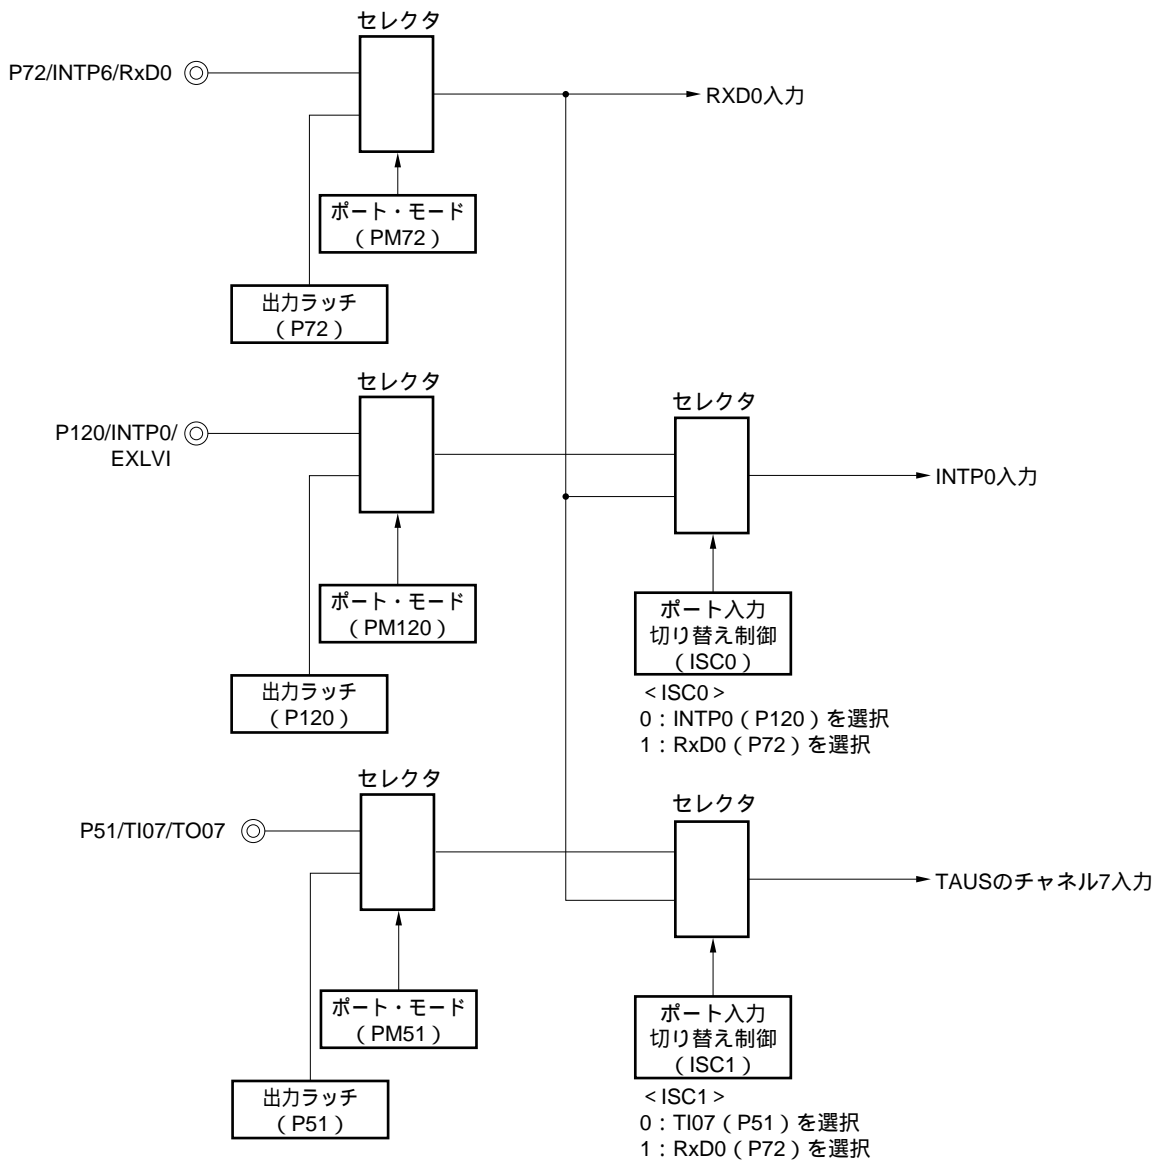 セレクタ
P72/INTP6/RxD0
RXD0入力
ポート・モード
（PM72）
出力ラッチ
（P72）
セレクタ
セレクタ
P120/INTP0/
EXLVI
INTP0入力
ポート・モード
（PM120）
ポート入力
切り替え制御
（ISC0）
出力ラッチ
（P120）
＜ISC0＞
0：INTP0（P120）を選択
1：RxD0（P72）を選択
セレクタ
セレクタ
P51/TI07/TO07
TAUSのチャネル7入力
ポート・モード
（PM51）
ポート入力
切り替え制御
（ISC1）
出力ラッチ
（P51）
＜ISC1＞
0：TI07（P51）を選択
1：RxD0（P72）を選択